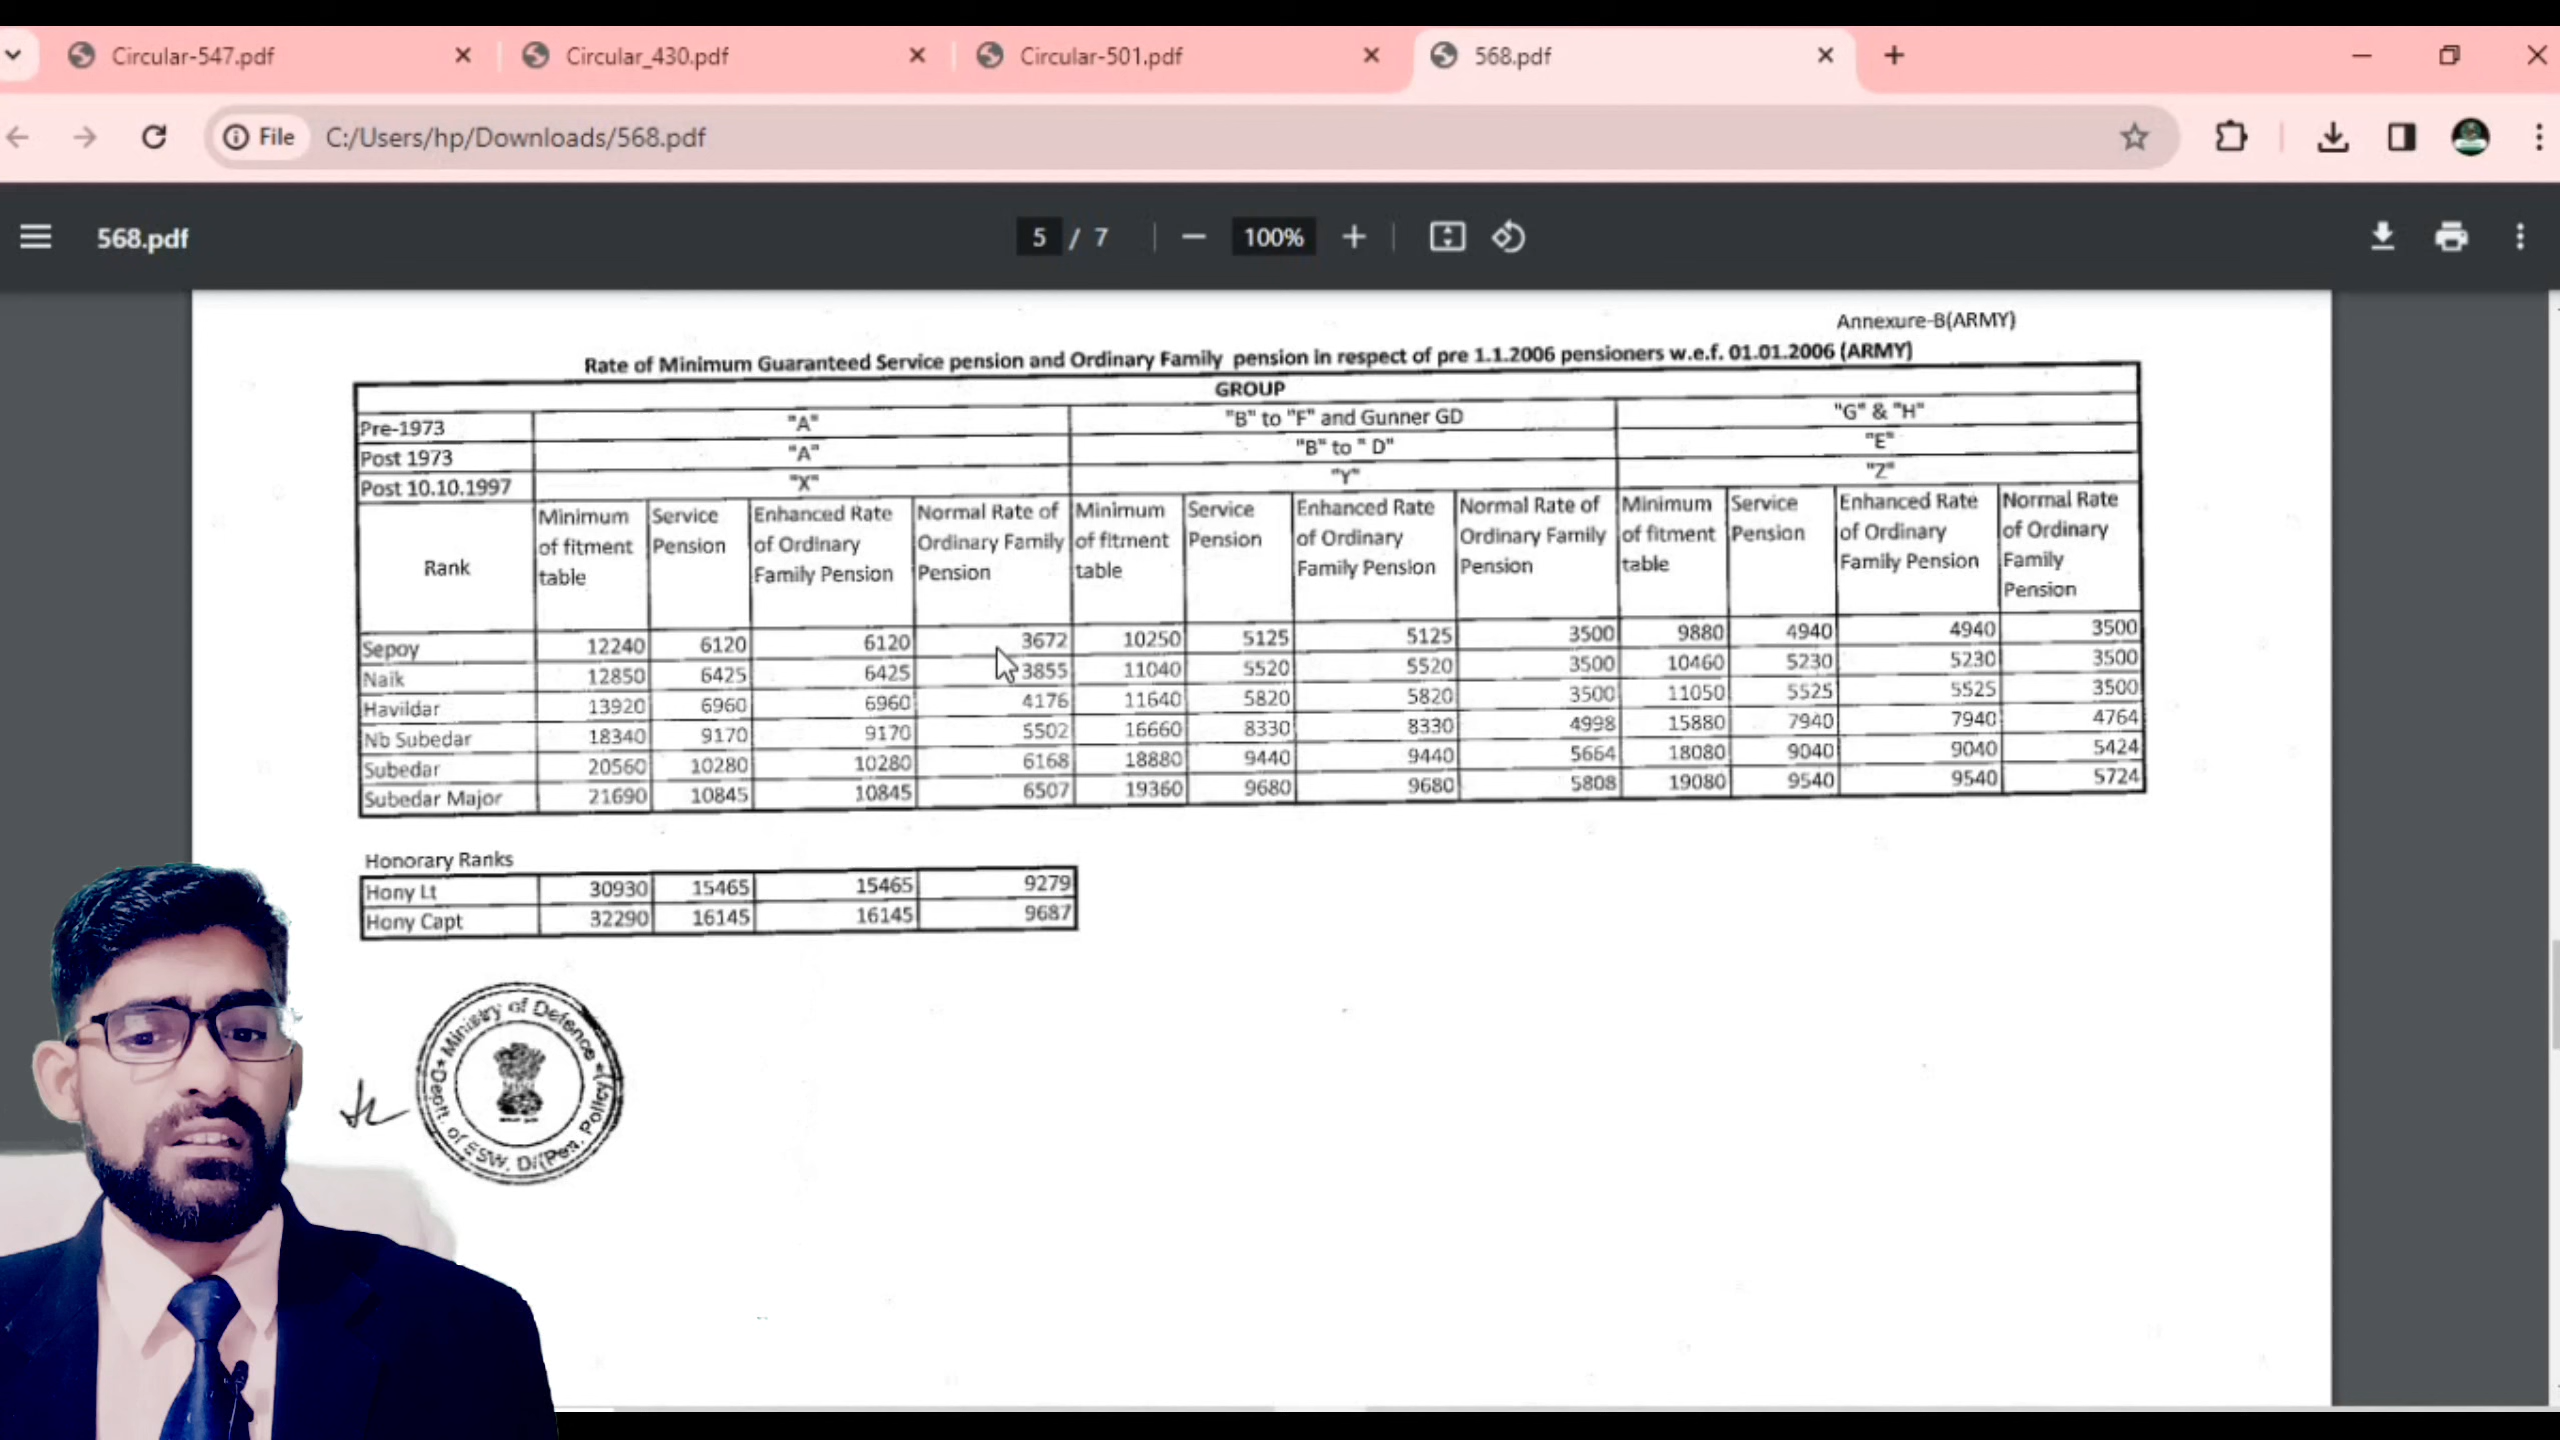 Circular-547.pdf Circular_430.pdf Circular-501.pdf 568.pdf
File C:/Users/hp/Downloads/568.pdf
568.pdf 5 / 7 100%
Annexure-B(ARMY)
Rate of Minimum Guaranteed Service pension and Ordinary Family pension in respect of pre 1.1.2006 pensioners w.e.f. 01.01.2006 (ARMY)
GROUP
Pre-1973 "A" "B" to "F" and Gunner GD "G" & "H"
Post 1973 "A" "B" to " D" "E"
Post 10.10.1997 "X" "Y" "Z"
Rank Minimum of fitment table Service Pension Enhanced Rate of Ordinary Family Pension Normal Rate of Ordinary Family Pension Minimum of fitment table Service Pension Enhanced Rate of Ordinary Family Pension Normal Rate of Ordinary Family Pension Minimum of fitment table Service Pension Enhanced Rate of Ordinary Family Pension Normal Rate of Ordinary Family Pension
Sepoy 12240 6120 6120 3672 10250 5125 5125 3500 9880 4940 4940 3500
Naik 12850 6425 6425 3855 11040 5520 5520 3500 10460 5230 5230 3500
Havildar 13920 6960 6960 4176 11640 5820 5820 3500 11050 5525 5525 3500
Nb Subedar 18340 9170 9170 5502 16660 8330 8330 4998 15880 7940 7940 4764
Subedar 20560 10280 10280 6168 18880 9440 9440 5664 18080 9040 9040 5424
Subedar Major 21690 10845 10845 6507 19360 9680 9680 5808 19080 9540 9540 5724
Honorary Ranks
Hony Lt 30930 15465 15465 9279
Hony Capt 32290 16145 16145 9687
Ministry of Defence
Deptt. of ESW, D/(Pen. Policy)